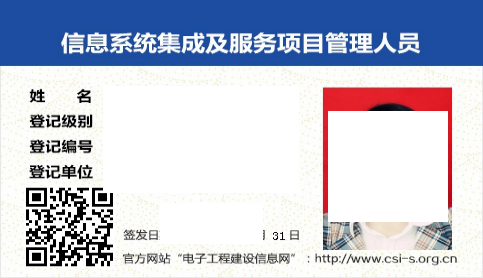 信息系统集成及服务项目管理人员
姓 名
登记级别
登记编号
登记单位
签发日 月 31 日
官方网站“电子工程建设信息网”：http://www.csi-s.org.cn